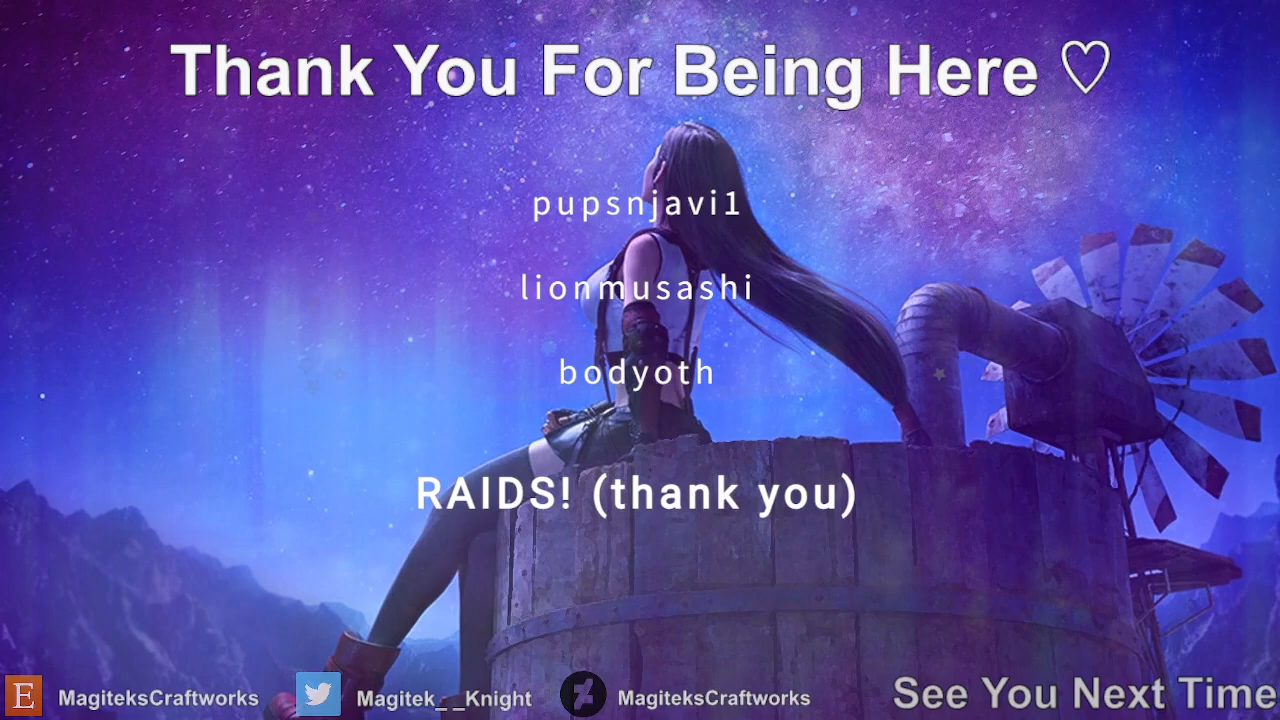 Thank You For Being Here ♡
pupsnjavi1
lionmusashi
bodyoth
RAIDS! (thank you)
E MagiteksCraftworks Magitek_ _Knight MagiteksCraftworks See You Next Time